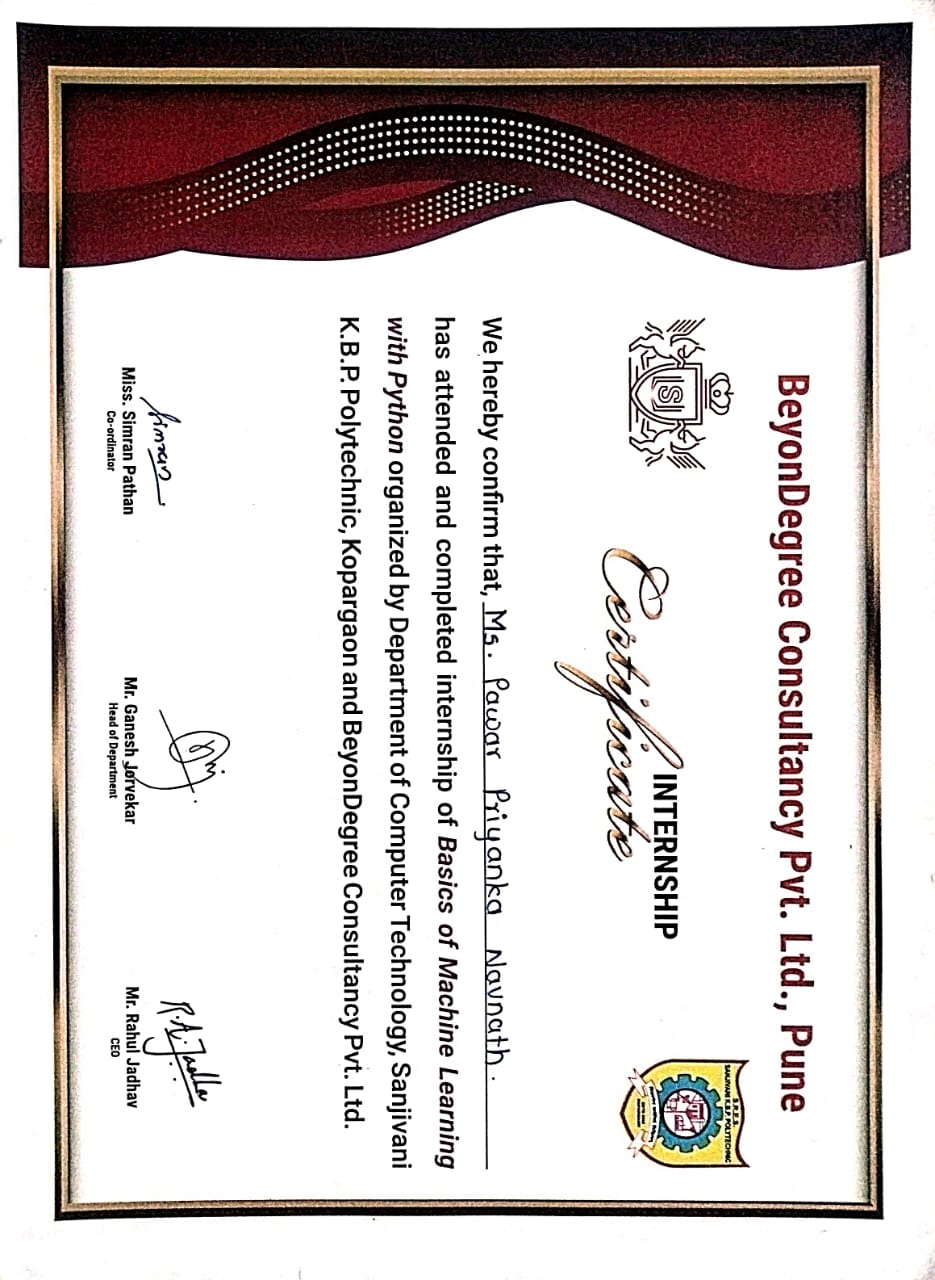 BeyonDegree Consultancy Pvt. Ltd., Pune
S.R.E.S.
SANJIVANI K.B.P. POLYTECHNIC
S
INTERNSHIP
Certificate
We hereby confirm that, Ms. Pawar Priyanka Navnath.
has attended and completed internship of Basics of Machine Learning
with Python organized by Department of Computer Technology, Sanjivani
K.B.P. Polytechnic, Kopargaon and BeyonDegree Consultancy Pvt. Ltd.
Simran
R.A.Jadha
Miss. Simran Pathan
Co-ordinator
Mr. Ganesh Jorvekar
Head of Department
Mr. Rahul Jadhav
CEO